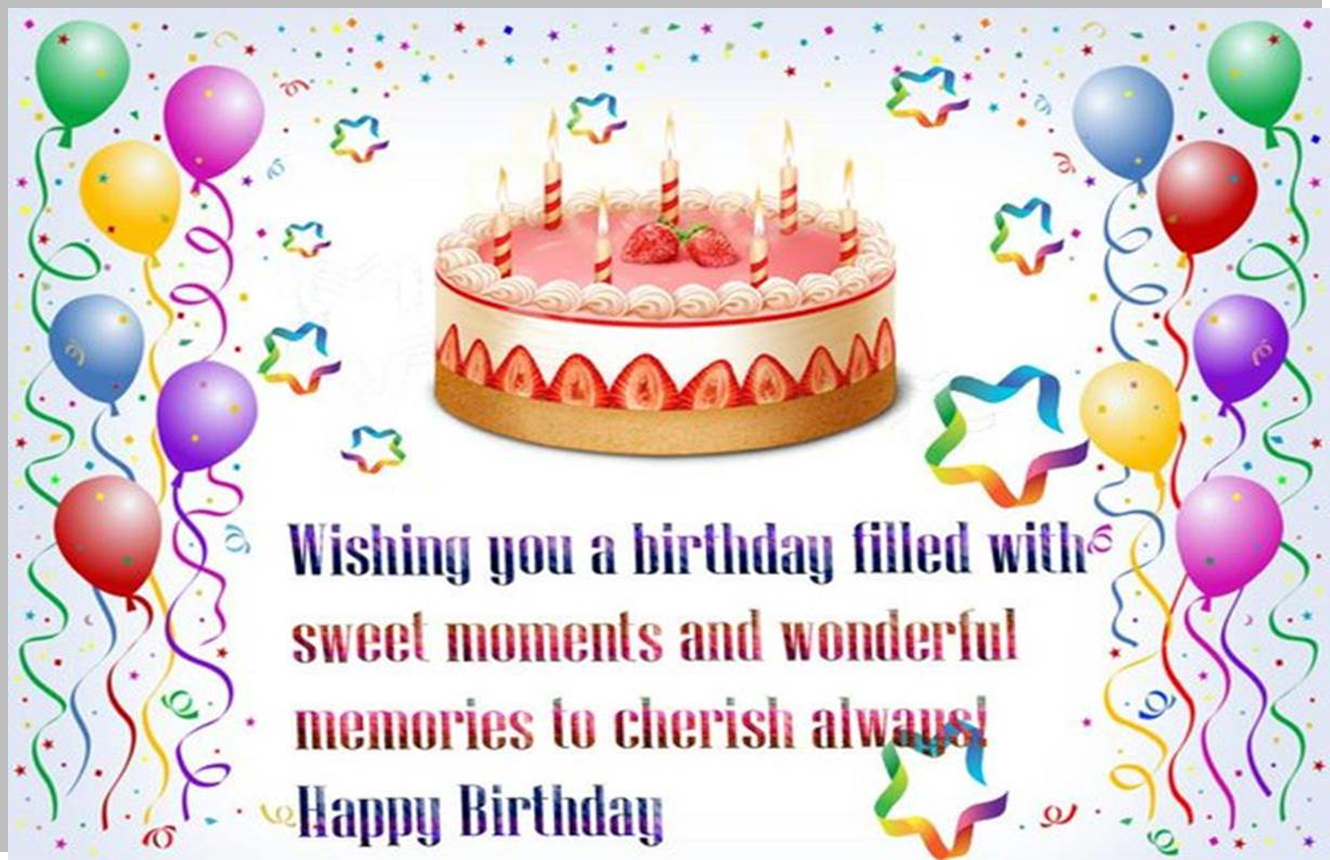 Wishing you a birthday filled with
sweet moments and wonderful
memories to cherish always!
Happy Birthday